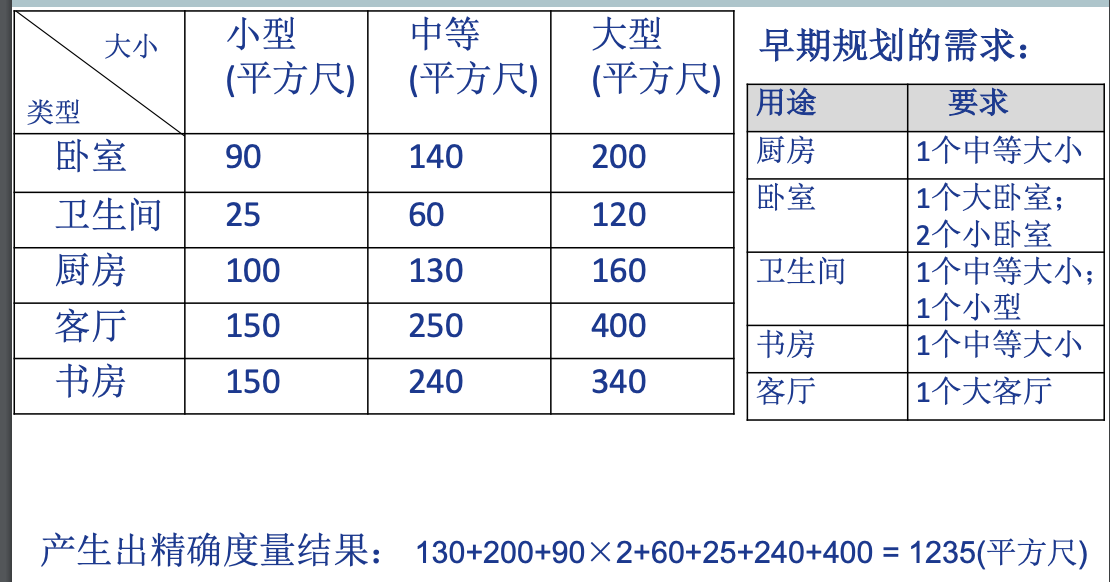 大小
类型
小型
(平方尺)
中等
(平方尺)
大型
(平方尺)
卧室 90 140 200
卫生间 25 60 120
厨房 100 130 160
客厅 150 250 400
书房 150 240 340
早期规划的需求：
用途 要求
厨房 1个中等大小
卧室 1个大卧室；
2个小卧室
卫生间 1个中等大小；
1个小型
书房 1个中等大小
客厅 1个大客厅
产生出精确度量结果： 130+200+90×2+60+25+240+400 = 1235(平方尺)